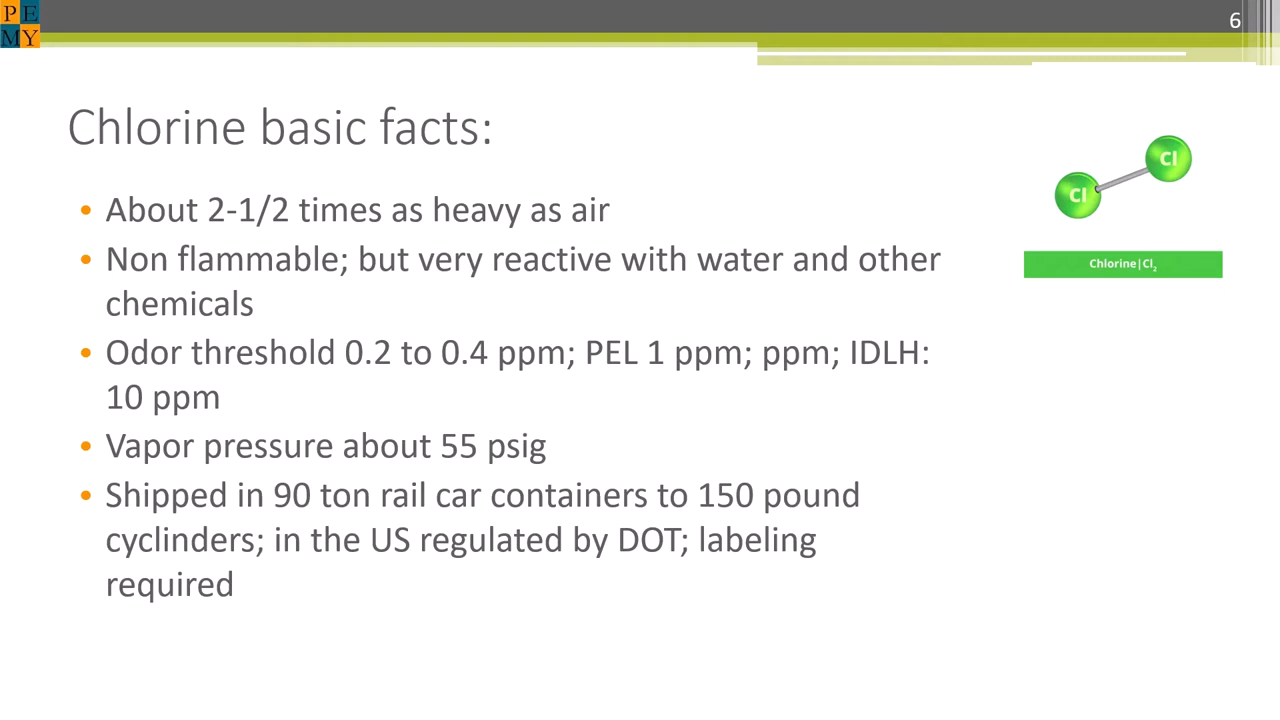 P E
M Y
6
Chlorine basic facts:
• About 2-1/2 times as heavy as air
• Non flammable; but very reactive with water and other
chemicals
• Odor threshold 0.2 to 0.4 ppm; PEL 1 ppm; ppm; IDLH:
10 ppm
• Vapor pressure about 55 psig
• Shipped in 90 ton rail car containers to 150 pound
cyclinders; in the US regulated by DOT; labeling
required
Cl
Cl
Chlorine|Cl₂